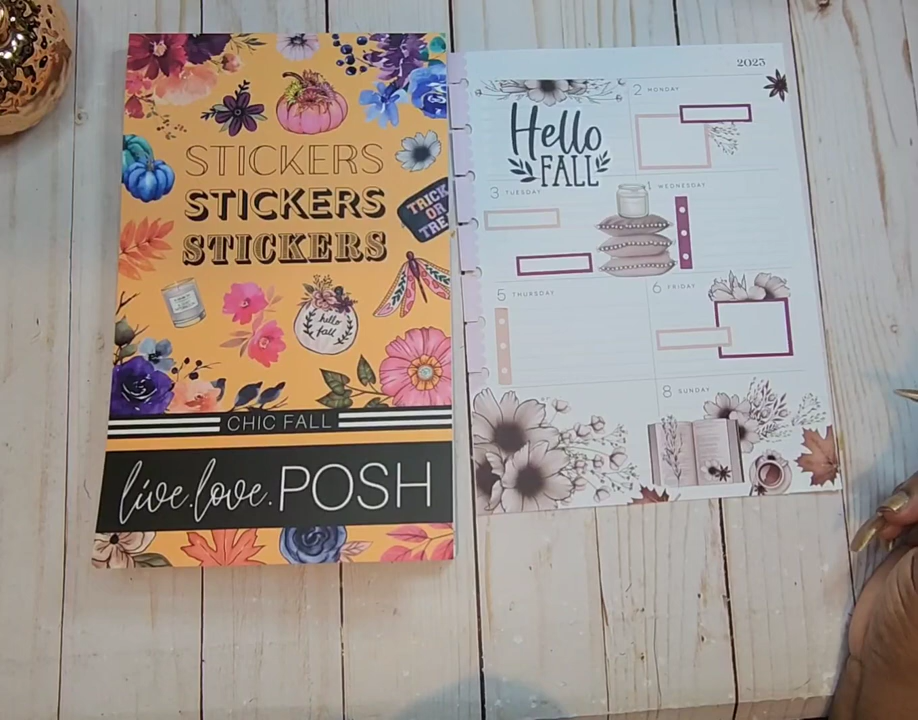 STICKERS
STICKERS
STICKERS
TRICK
OR
TRE
hello
fall
CHIC FALL
live.love.POSH
2023
Hello
FALL
2 MONDAY
3 TUESDAY
WEDNESDAY
5 THURSDAY
6 FRIDAY
8 SUNDAY